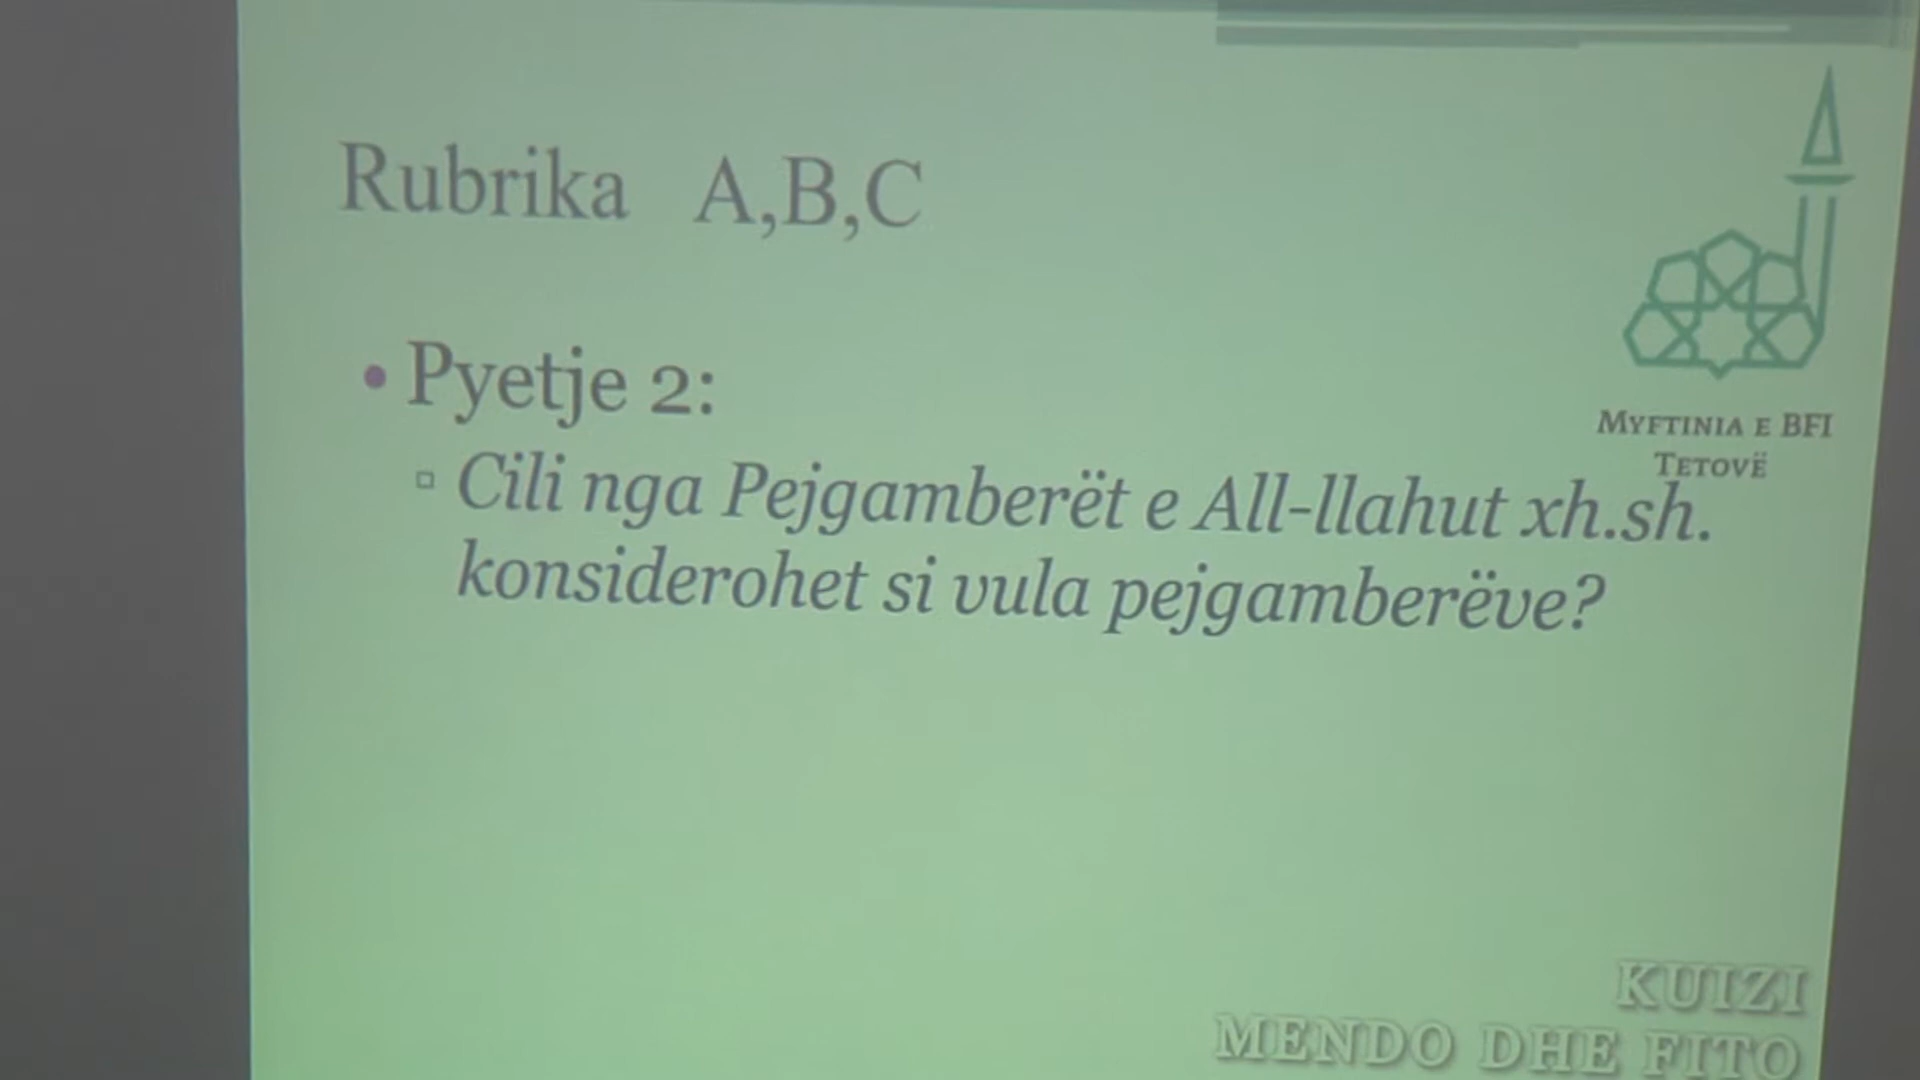 Rubrika A,B,C
MYFTINIA E BFI
TETOVË
• Pyetje 2:
▫ Cili nga Pejgamberët e All-llahut xh.sh.
konsiderohet si vula pejgamberëve?
KUIZI
MENDO DHE FITO